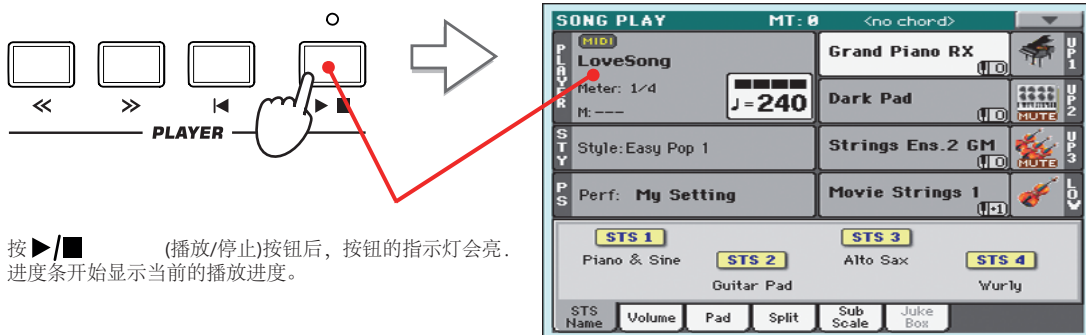 PLAYER
按▶/■ (播放/停止)按钮后，按钮的指示灯会亮.
进度条开始显示当前的播放进度。
SONG PLAY MT: 0 <no chord>
PLAYER
MIDI
LoveSong
Meter: 1/4
M: ---
♩=240
STY
Style:Easy Pop 1
PS
Perf: My Setting
Grand Piano RX
0
UP1
Dark Pad
0
MUTE
UP2
Strings Ens.2 GM
0
MUTE
UP3
Movie Strings 1
+1
LOW
STS 1
Piano & Sine
STS 2
Guitar Pad
STS 3
Alto Sax
STS 4
Wurly
STS Name
Volume
Pad
Split
Sub Scale
Juke Box